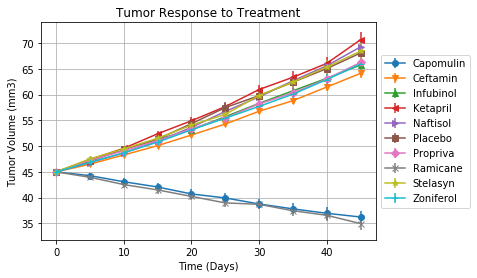 Tumor Response to Treatment
Tumor Volume (mm3)
70
65
60
55
50
45
40
35
0
10
20
30
40
Time (Days)
Capomulin
Ceftamin
Infubinol
Ketapril
Naftisol
Placebo
Propriva
Ramicane
Stelasyn
Zoniferol